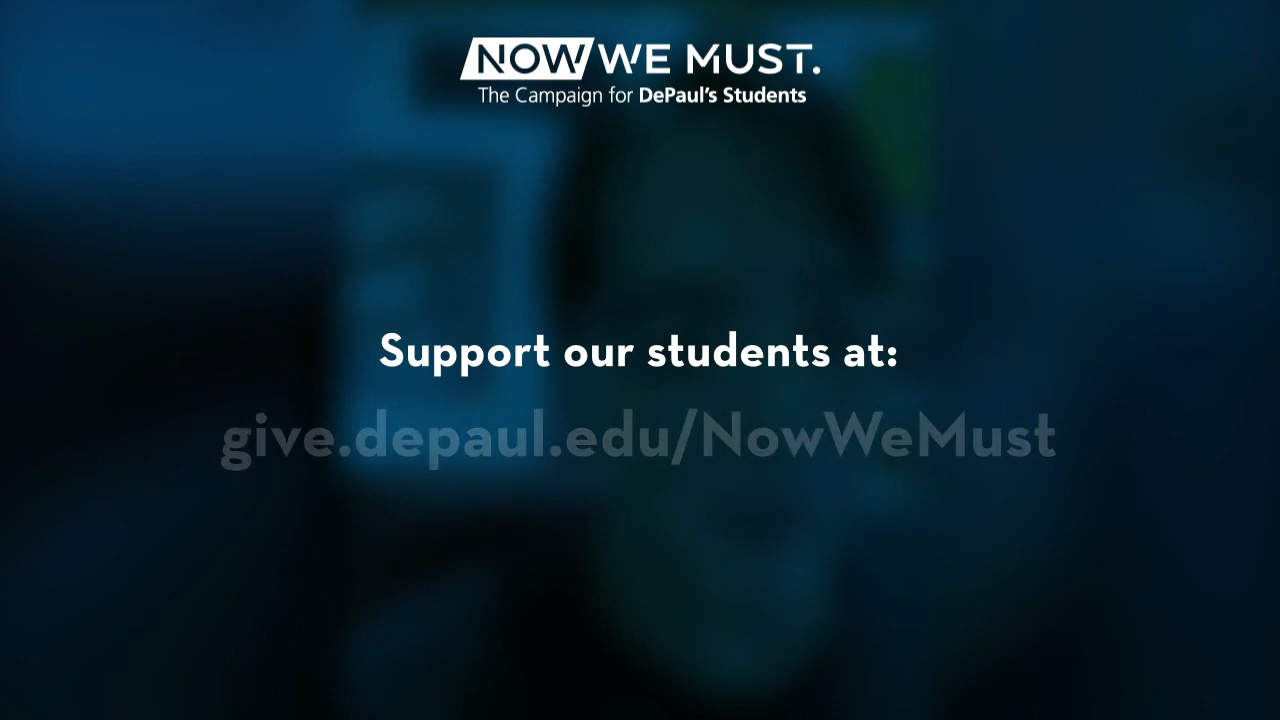 NOW WE MUST.
The Campaign for DePaul's Students
Support our students at:
give.depaul.edu/NowWeMust